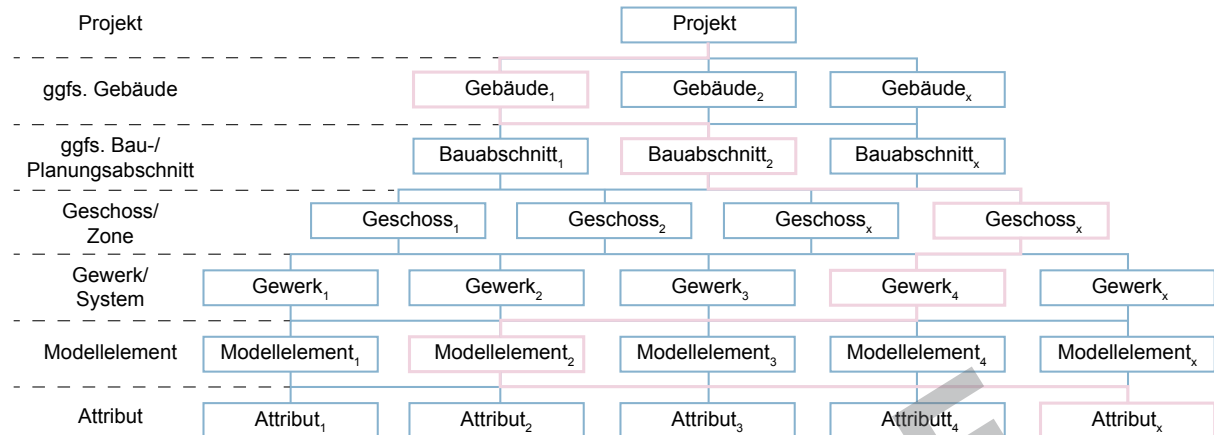 Projekt
Projekt
ggfs. Gebäude
Gebäude₁
Gebäude₂
Gebäudeₓ
ggfs. Bau-/
Planungsabschnitt
Bauabschnitt₁
Bauabschnitt₂
Bauabschnittₓ
Geschoss/
Zone
Geschoss₁
Geschoss₂
Geschossₓ
Geschossₓ
Gewerk/
System
Gewerk₁
Gewerk₂
Gewerk₃
Gewerk₄
Gewerkₓ
Modellelement
Modellelement₁
Modellelement₂
Modellelement₃
Modellelement₄
Modellelementₓ
Attribut
Attribut₁
Attribut₂
Attribut₃
Attributt₄
Attributₓ